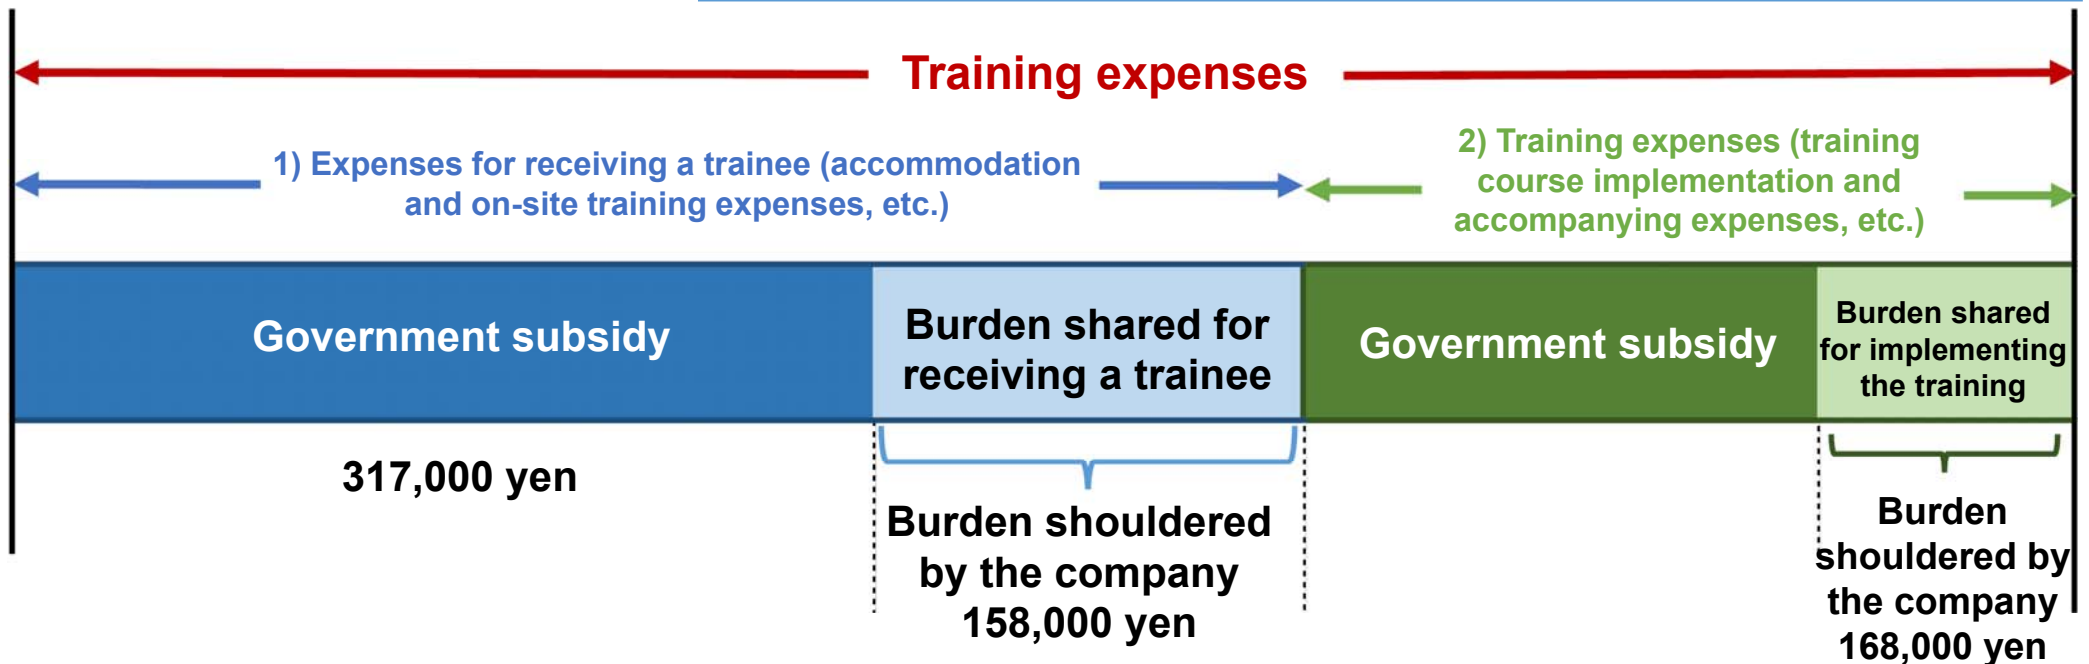 Training expenses
1) Expenses for receiving a trainee (accommodation
and on-site training expenses, etc.)
2) Training expenses (training
course implementation and
accompanying expenses, etc.)
Government subsidy
Burden shared for
receiving a trainee
Government subsidy
Burden shared
for implementing
the training
317,000 yen
Burden shouldered
by the company
158,000 yen
Burden
shouldered by
the company
168,000 yen